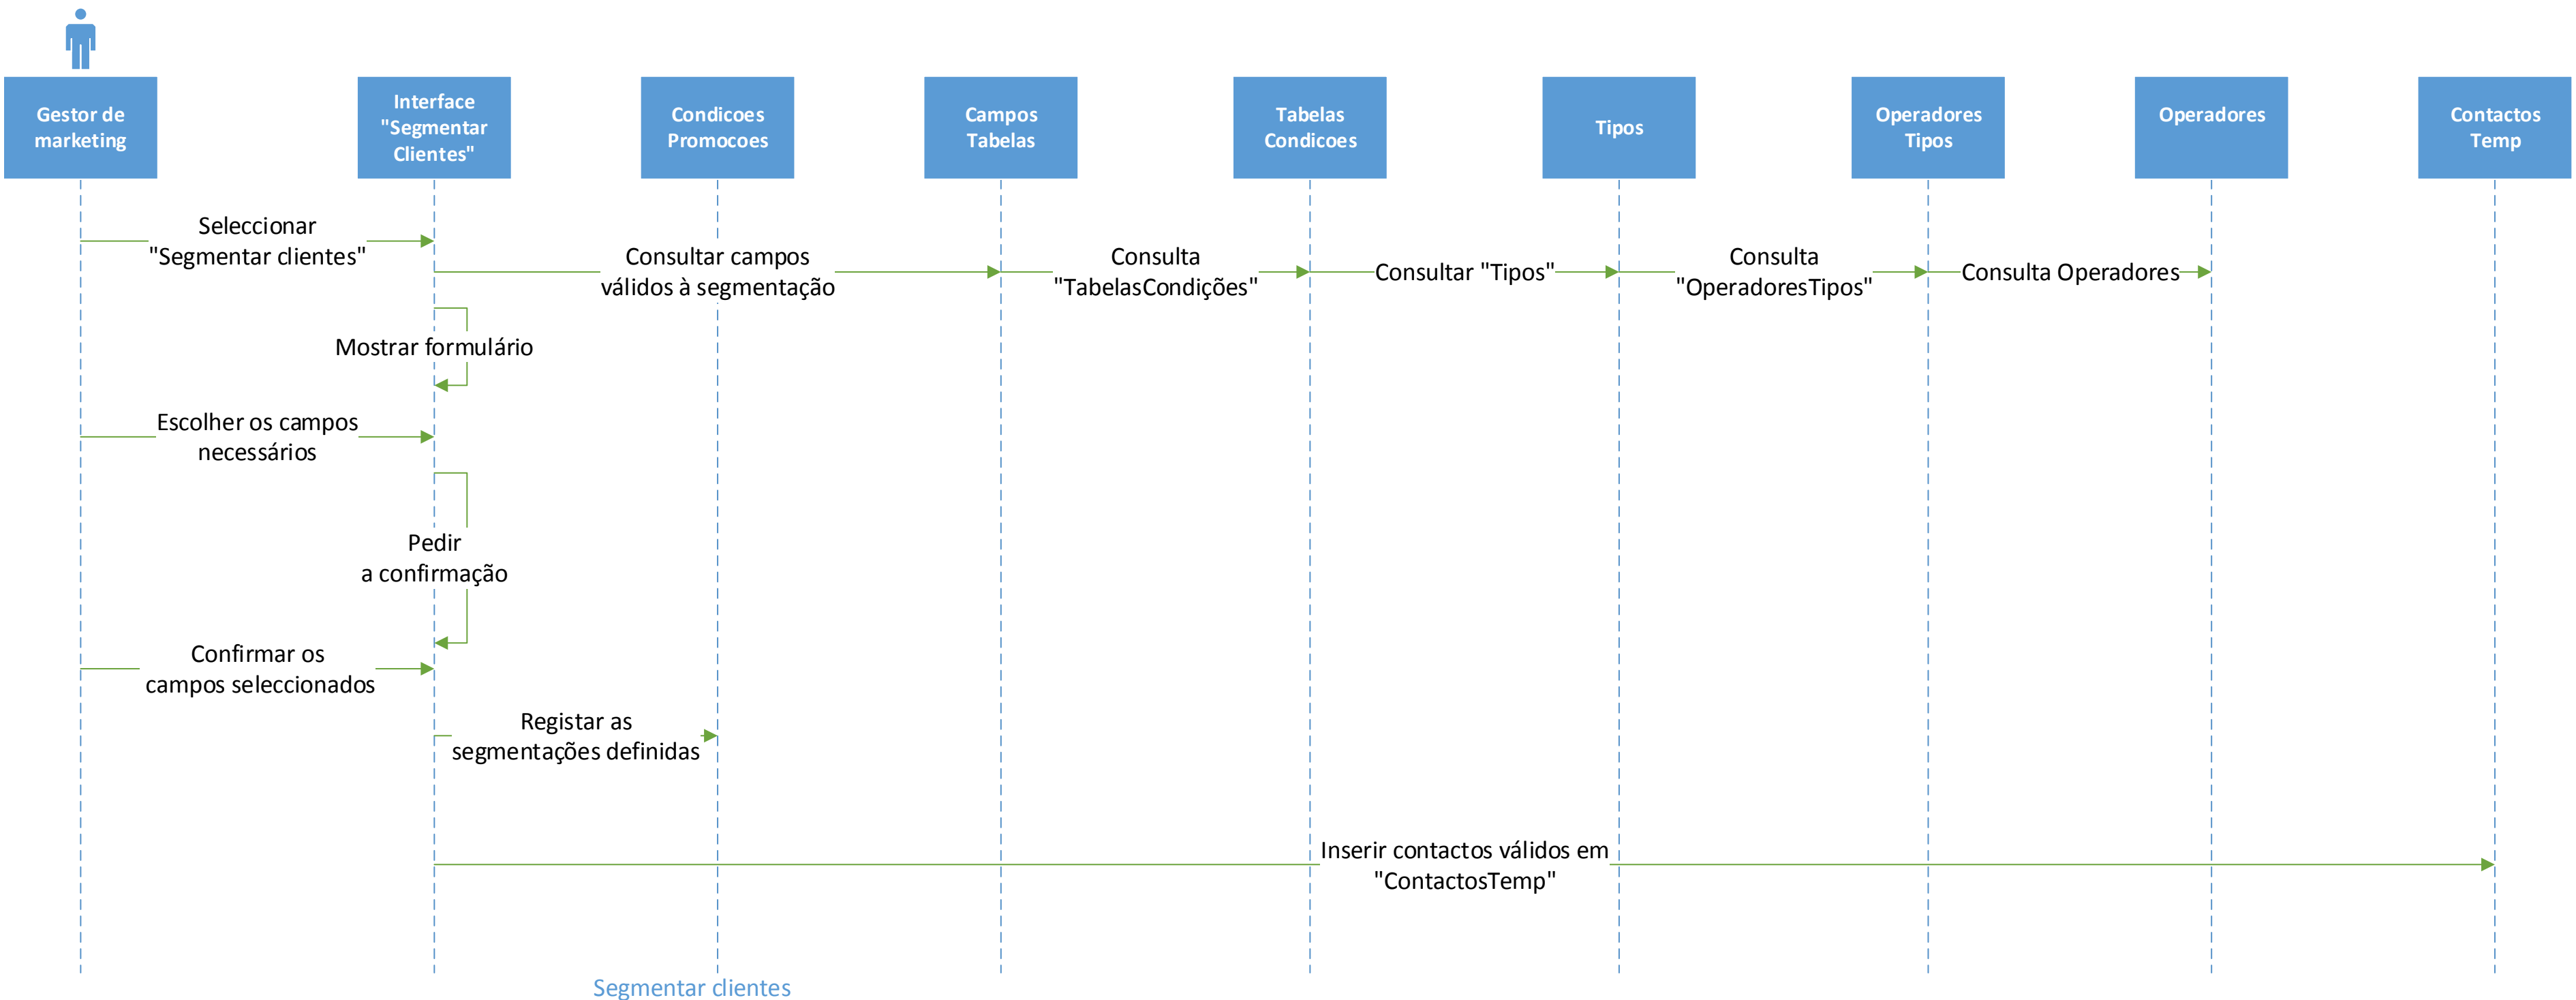 Gestor de
marketing
Interface
"Segmentar
Clientes"
Condicoes
Promocoes
Campos
Tabelas
Tabelas
Condicoes
Tipos
Operadores
Tipos
Operadores
Contactos
Temp
Seleccionar
"Segmentar clientes"
Consultar campos
válidos à segmentação
Consulta
"TabelasCondições"
Consultar "Tipos"
Consulta
"OperadoresTipos"
Consulta Operadores
Mostrar formulário
Escolher os campos
necessários
Pedir
a confirmação
Confirmar os
campos seleccionados
Registar as
segmentações definidas
Inserir contactos válidos em
"ContactosTemp"
Segmentar clientes